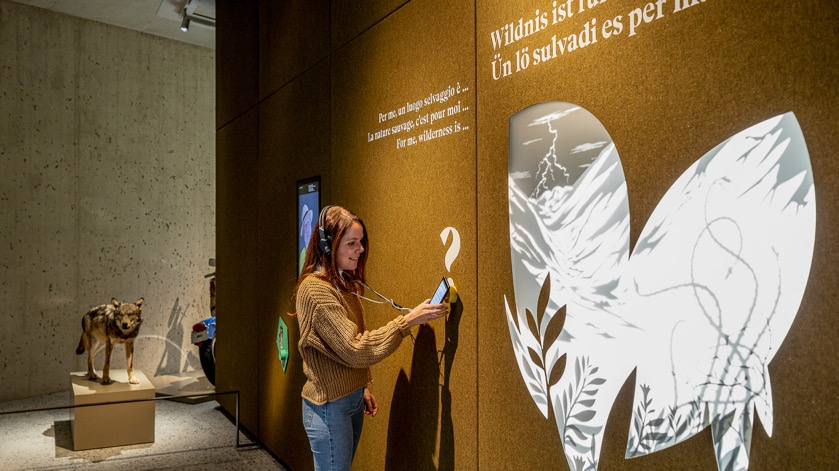 Wildnis ist für
Ün lö sulvadi es per m
Per me, un luogo selvaggio è ...
La nature sauvage, c'est pour moi ...
For me, wilderness is ...
?